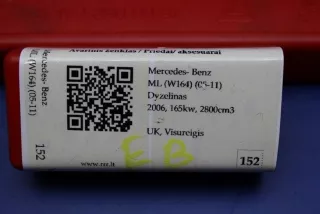 Avarinis ženklas / Priedai/ aksesuarai
Mercedes- Benz
ML (W164) (05-11)
Dyzelinas
2006, 165kw, 2800cm3
UK, Visureigis
152
E B
Mercedes- Benz
ML (W164) (05-11)
152